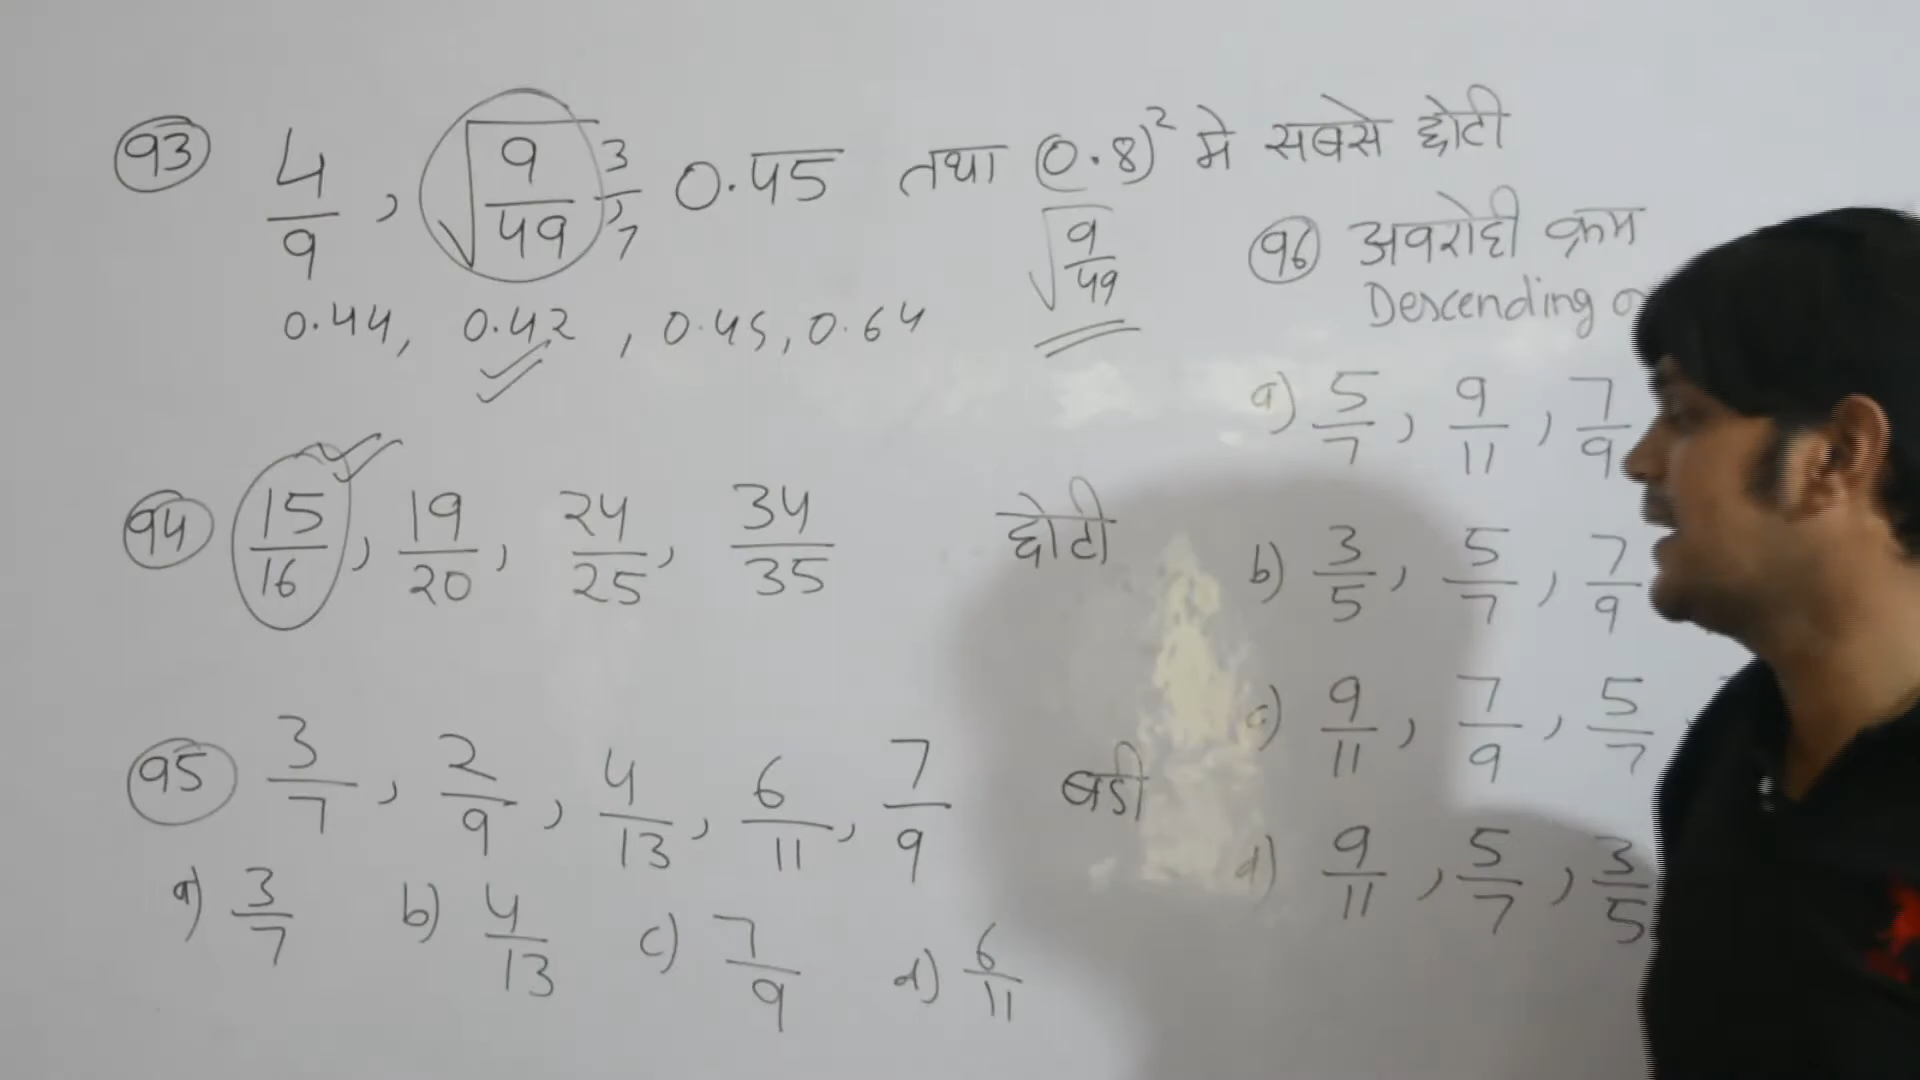 93 4/9 , √(9/49) 3/7 , 0.45 तथा (0.8)² मे सबसे छोटी
0.44, 0.42 , 0.45, 0.64
√(9/49)
94 15/16 , 19/20 , 24/25 , 34/35 छोटी
95 3/7 , 2/9 , 4/13 , 6/11 , 7/9 बडी
a) 3/7 b) 4/13 c) 7/9 d) 6/11
96 अवरोही क्रम
Descending o
a) 5/7 , 9/11 , 7/9
b) 3/5 , 5/7 , 7/9
c) 9/11 , 7/9 , 5/7
d) 9/11 , 5/7 , 3/5